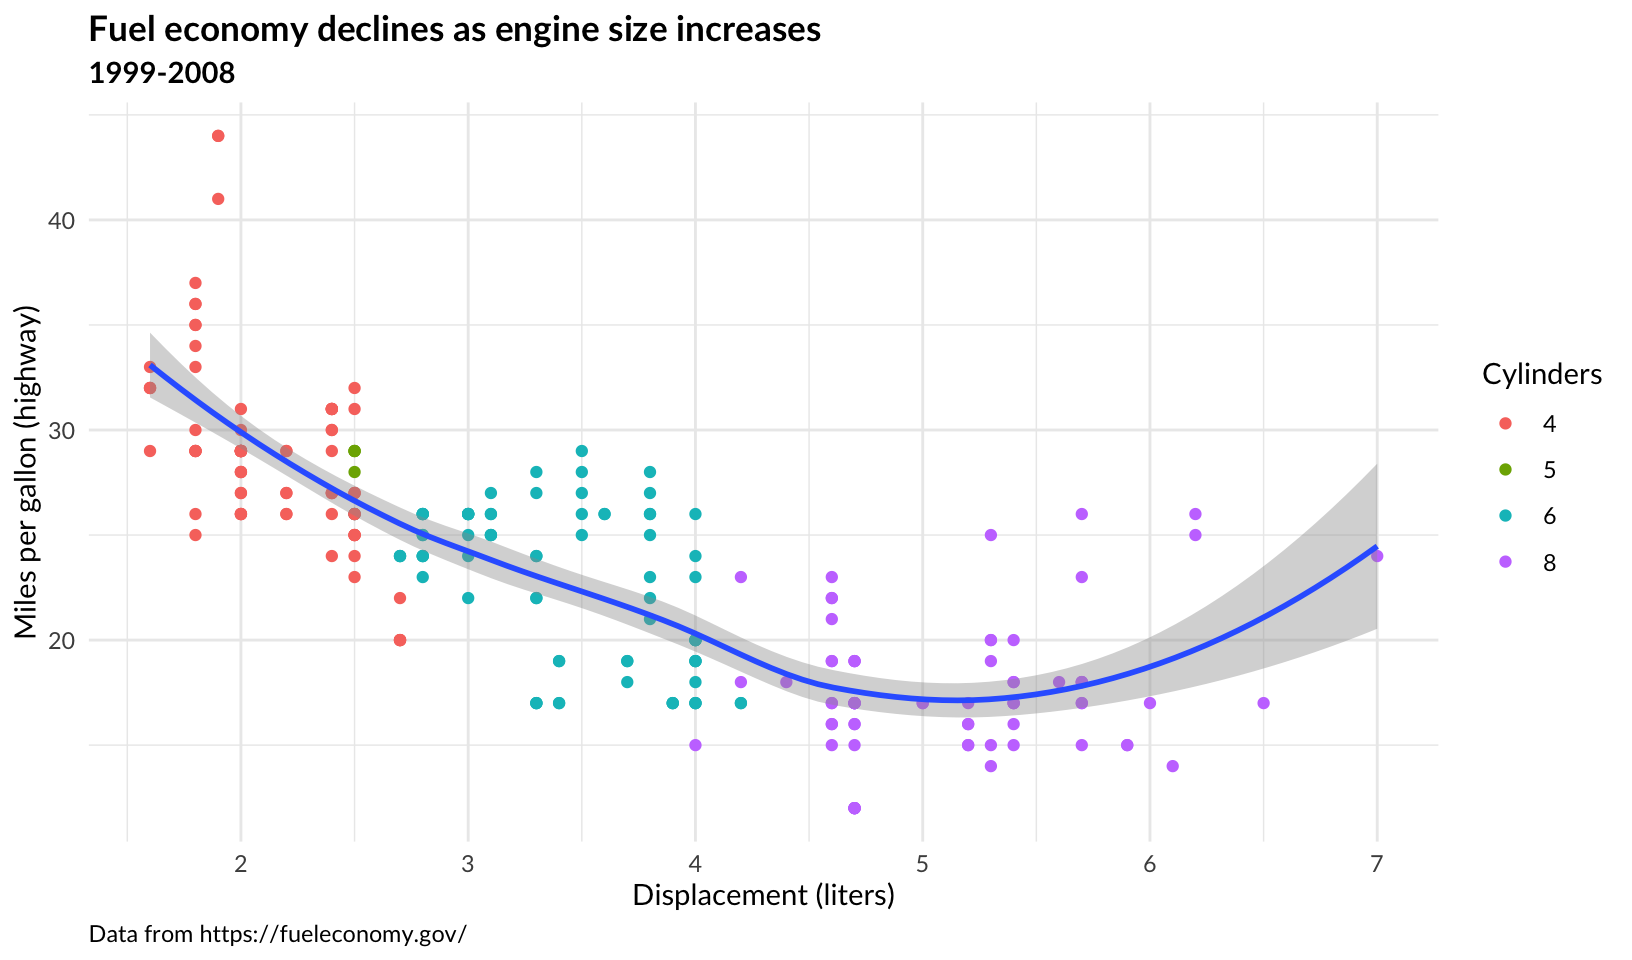 Fuel economy declines as engine size increases
1999-2008
Miles per gallon (highway)
40
30
20
2 3 4 5 6 7
Displacement (liters)
Cylinders
4
5
6
8
Data from https://fueleconomy.gov/